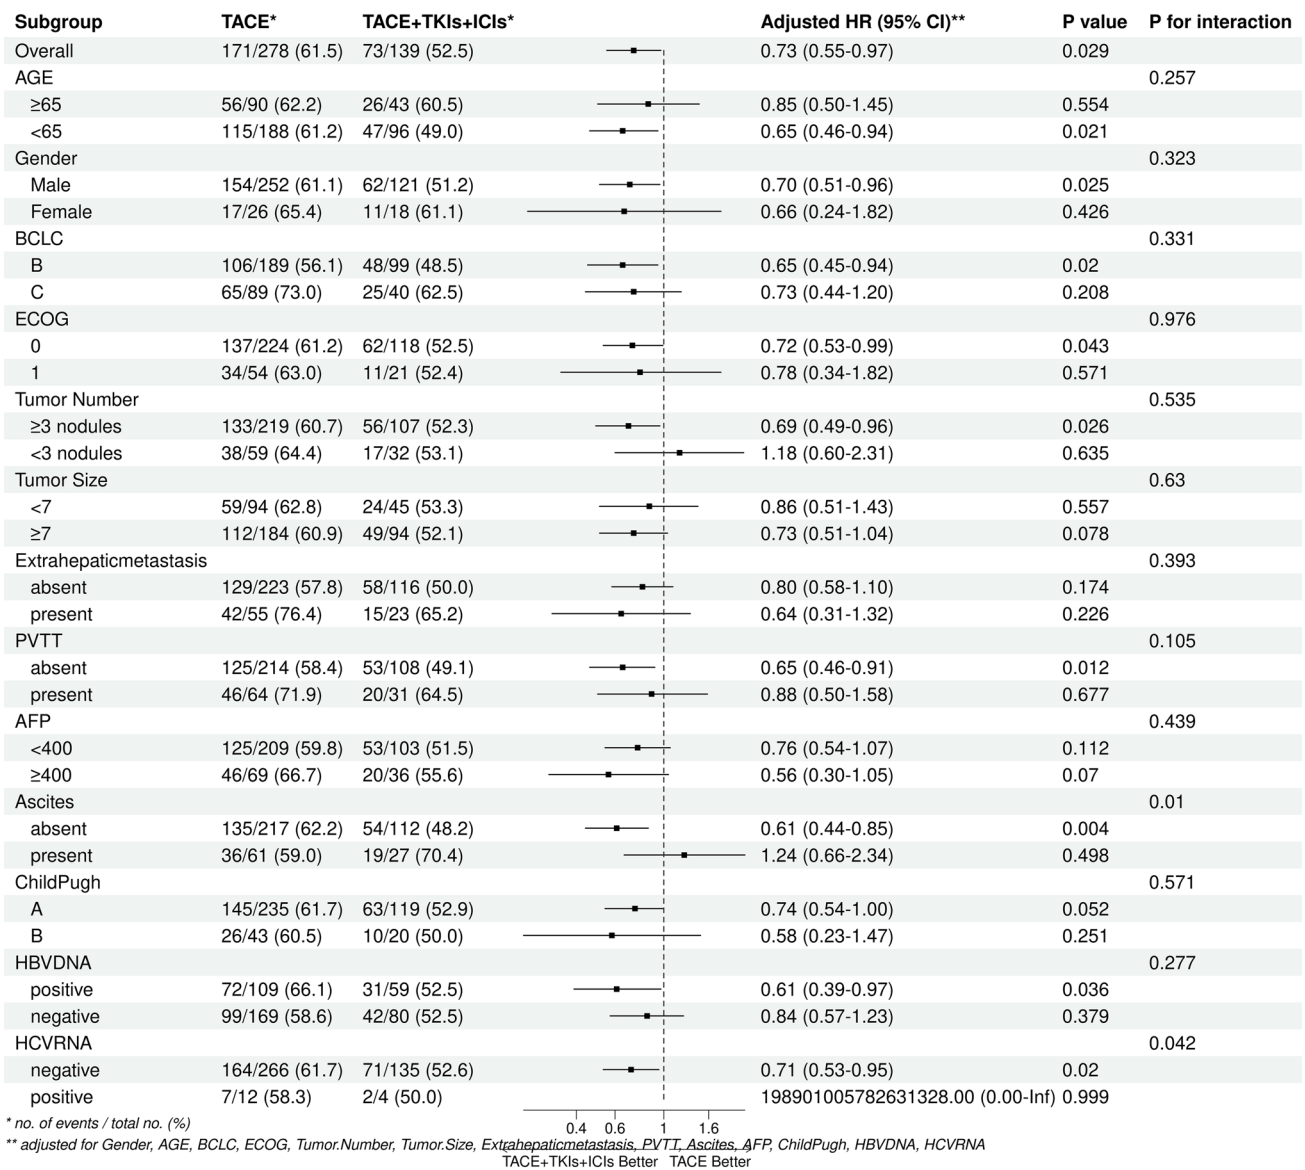 Subgroup TACE* TACE+TKIs+ICIs* Adjusted HR (95% CI)** P value P for interaction
Overall 171/278 (61.5) 73/139 (52.5) 0.73 (0.55-0.97) 0.029
AGE 0.257
≥65 56/90 (62.2) 26/43 (60.5) 0.85 (0.50-1.45) 0.554
<65 115/188 (61.2) 47/96 (49.0) 0.65 (0.46-0.94) 0.021
Gender 0.323
Male 154/252 (61.1) 62/121 (51.2) 0.70 (0.51-0.96) 0.025
Female 17/26 (65.4) 11/18 (61.1) 0.66 (0.24-1.82) 0.426
BCLC 0.331
B 106/189 (56.1) 48/99 (48.5) 0.65 (0.45-0.94) 0.02
C 65/89 (73.0) 25/40 (62.5) 0.73 (0.44-1.20) 0.208
ECOG 0.976
0 137/224 (61.2) 62/118 (52.5) 0.72 (0.53-0.99) 0.043
1 34/54 (63.0) 11/21 (52.4) 0.78 (0.34-1.82) 0.571
Tumor Number 0.535
≥3 nodules 133/219 (60.7) 56/107 (52.3) 0.69 (0.49-0.96) 0.026
<3 nodules 38/59 (64.4) 17/32 (53.1) 1.18 (0.60-2.31) 0.635
Tumor Size 0.63
<7 59/94 (62.8) 24/45 (53.3) 0.86 (0.51-1.43) 0.557
≥7 112/184 (60.9) 49/94 (52.1) 0.73 (0.51-1.04) 0.078
Extrahepaticmetastasis 0.393
absent 129/223 (57.8) 58/116 (50.0) 0.80 (0.58-1.10) 0.174
present 42/55 (76.4) 15/23 (65.2) 0.64 (0.31-1.32) 0.226
PVTT 0.105
absent 125/214 (58.4) 53/108 (49.1) 0.65 (0.46-0.91) 0.012
present 46/64 (71.9) 20/31 (64.5) 0.88 (0.50-1.58) 0.677
AFP 0.439
<400 125/209 (59.8) 53/103 (51.5) 0.76 (0.54-1.07) 0.112
≥400 46/69 (66.7) 20/36 (55.6) 0.56 (0.30-1.05) 0.07
Ascites 0.01
absent 135/217 (62.2) 54/112 (48.2) 0.61 (0.44-0.85) 0.004
present 36/61 (59.0) 19/27 (70.4) 1.24 (0.66-2.34) 0.498
ChildPugh 0.571
A 145/235 (61.7) 63/119 (52.9) 0.74 (0.54-1.00) 0.052
B 26/43 (60.5) 10/20 (50.0) 0.58 (0.23-1.47) 0.251
HBVDNA 0.277
positive 72/109 (66.1) 31/59 (52.5) 0.61 (0.39-0.97) 0.036
negative 99/169 (58.6) 42/80 (52.5) 0.84 (0.57-1.23) 0.379
HCVRNA 0.042
negative 164/266 (61.7) 71/135 (52.6) 0.71 (0.53-0.95) 0.02
positive 7/12 (58.3) 2/4 (50.0) 198901005782631328.00 (0.00-Inf) 0.999
* no. of events / total no. (%)
0.4 0.6 1 1.6
** adjusted for Gender, AGE, BCLC, ECOG, Tumor.Number, Tumor.Size, Extrahepaticmetastasis, PVTT, Ascites, AFP, ChildPugh, HBVDNA, HCVRNA
TACE+TKIs+ICIs Better TACE Better